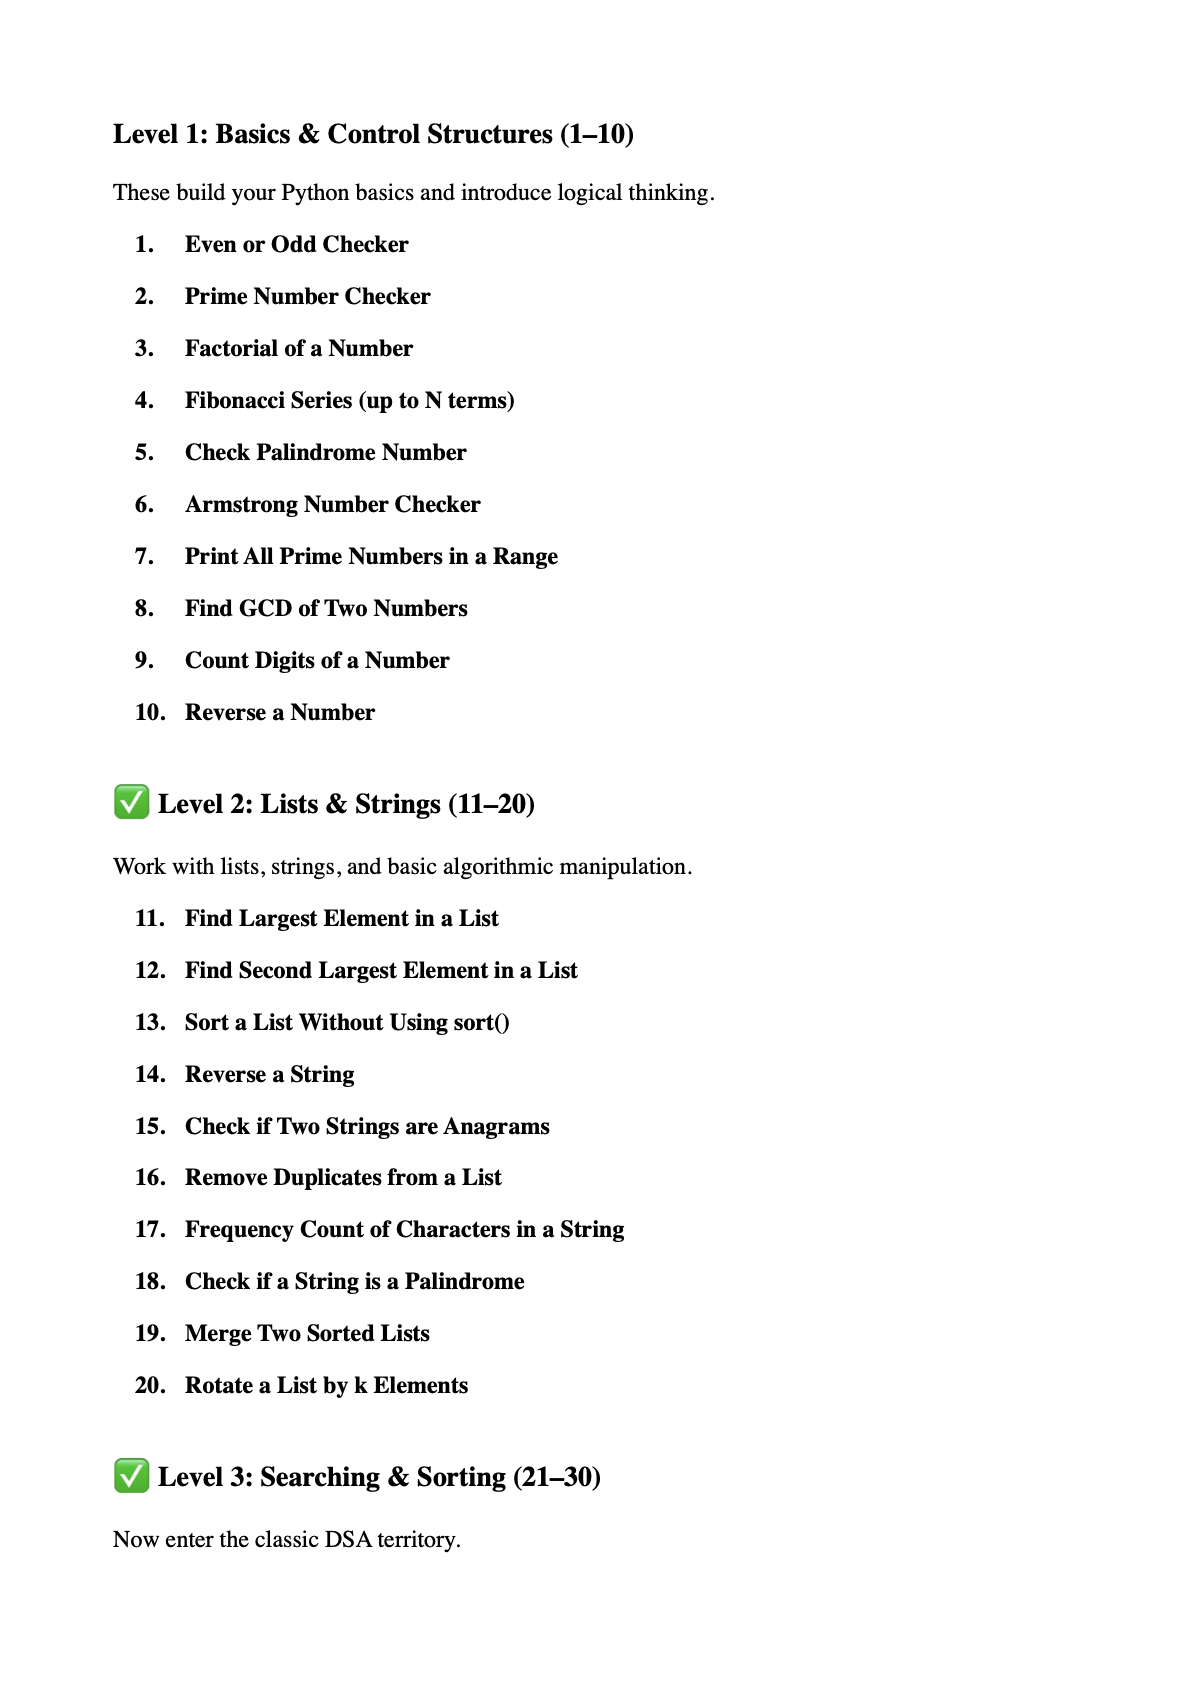 Level 1: Basics & Control Structures (1–10)
These build your Python basics and introduce logical thinking.
1. Even or Odd Checker
2. Prime Number Checker
3. Factorial of a Number
4. Fibonacci Series (up to N terms)
5. Check Palindrome Number
6. Armstrong Number Checker
7. Print All Prime Numbers in a Range
8. Find GCD of Two Numbers
9. Count Digits of a Number
10. Reverse a Number
✅ Level 2: Lists & Strings (11–20)
Work with lists, strings, and basic algorithmic manipulation.
11. Find Largest Element in a List
12. Find Second Largest Element in a List
13. Sort a List Without Using sort()
14. Reverse a String
15. Check if Two Strings are Anagrams
16. Remove Duplicates from a List
17. Frequency Count of Characters in a String
18. Check if a String is a Palindrome
19. Merge Two Sorted Lists
20. Rotate a List by k Elements
✅ Level 3: Searching & Sorting (21–30)
Now enter the classic DSA territory.